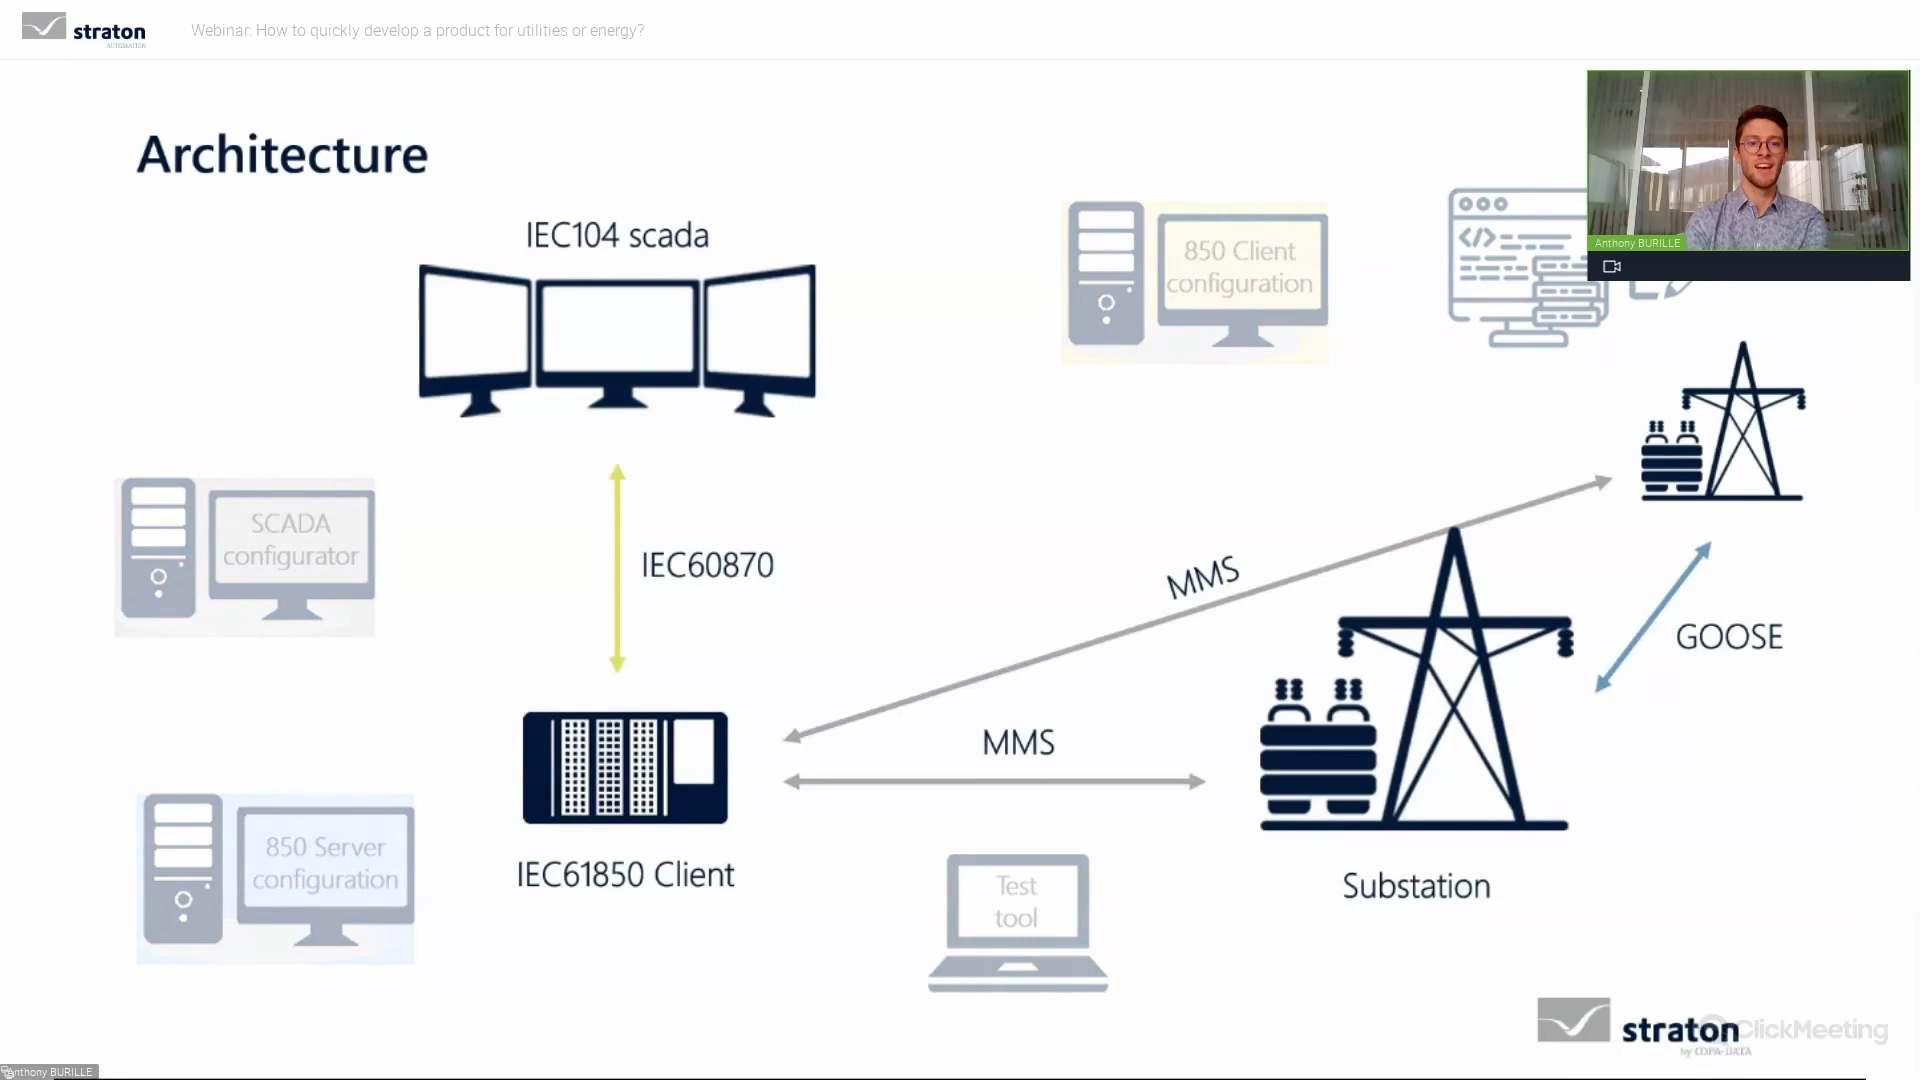 straton
AUTOMATION
Webinar: How to quickly develop a product for utilities or energy?
Architecture
IEC104 scada
850 Client
configuration
</>
Anthony BURILLE
SCADA
configurator
IEC60870
MMS
GOOSE
MMS
850 Server
configuration
IEC61850 Client
Test
tool
Substation
straton
by COPA-DATA
ClickMeeting
Anthony BURILLE